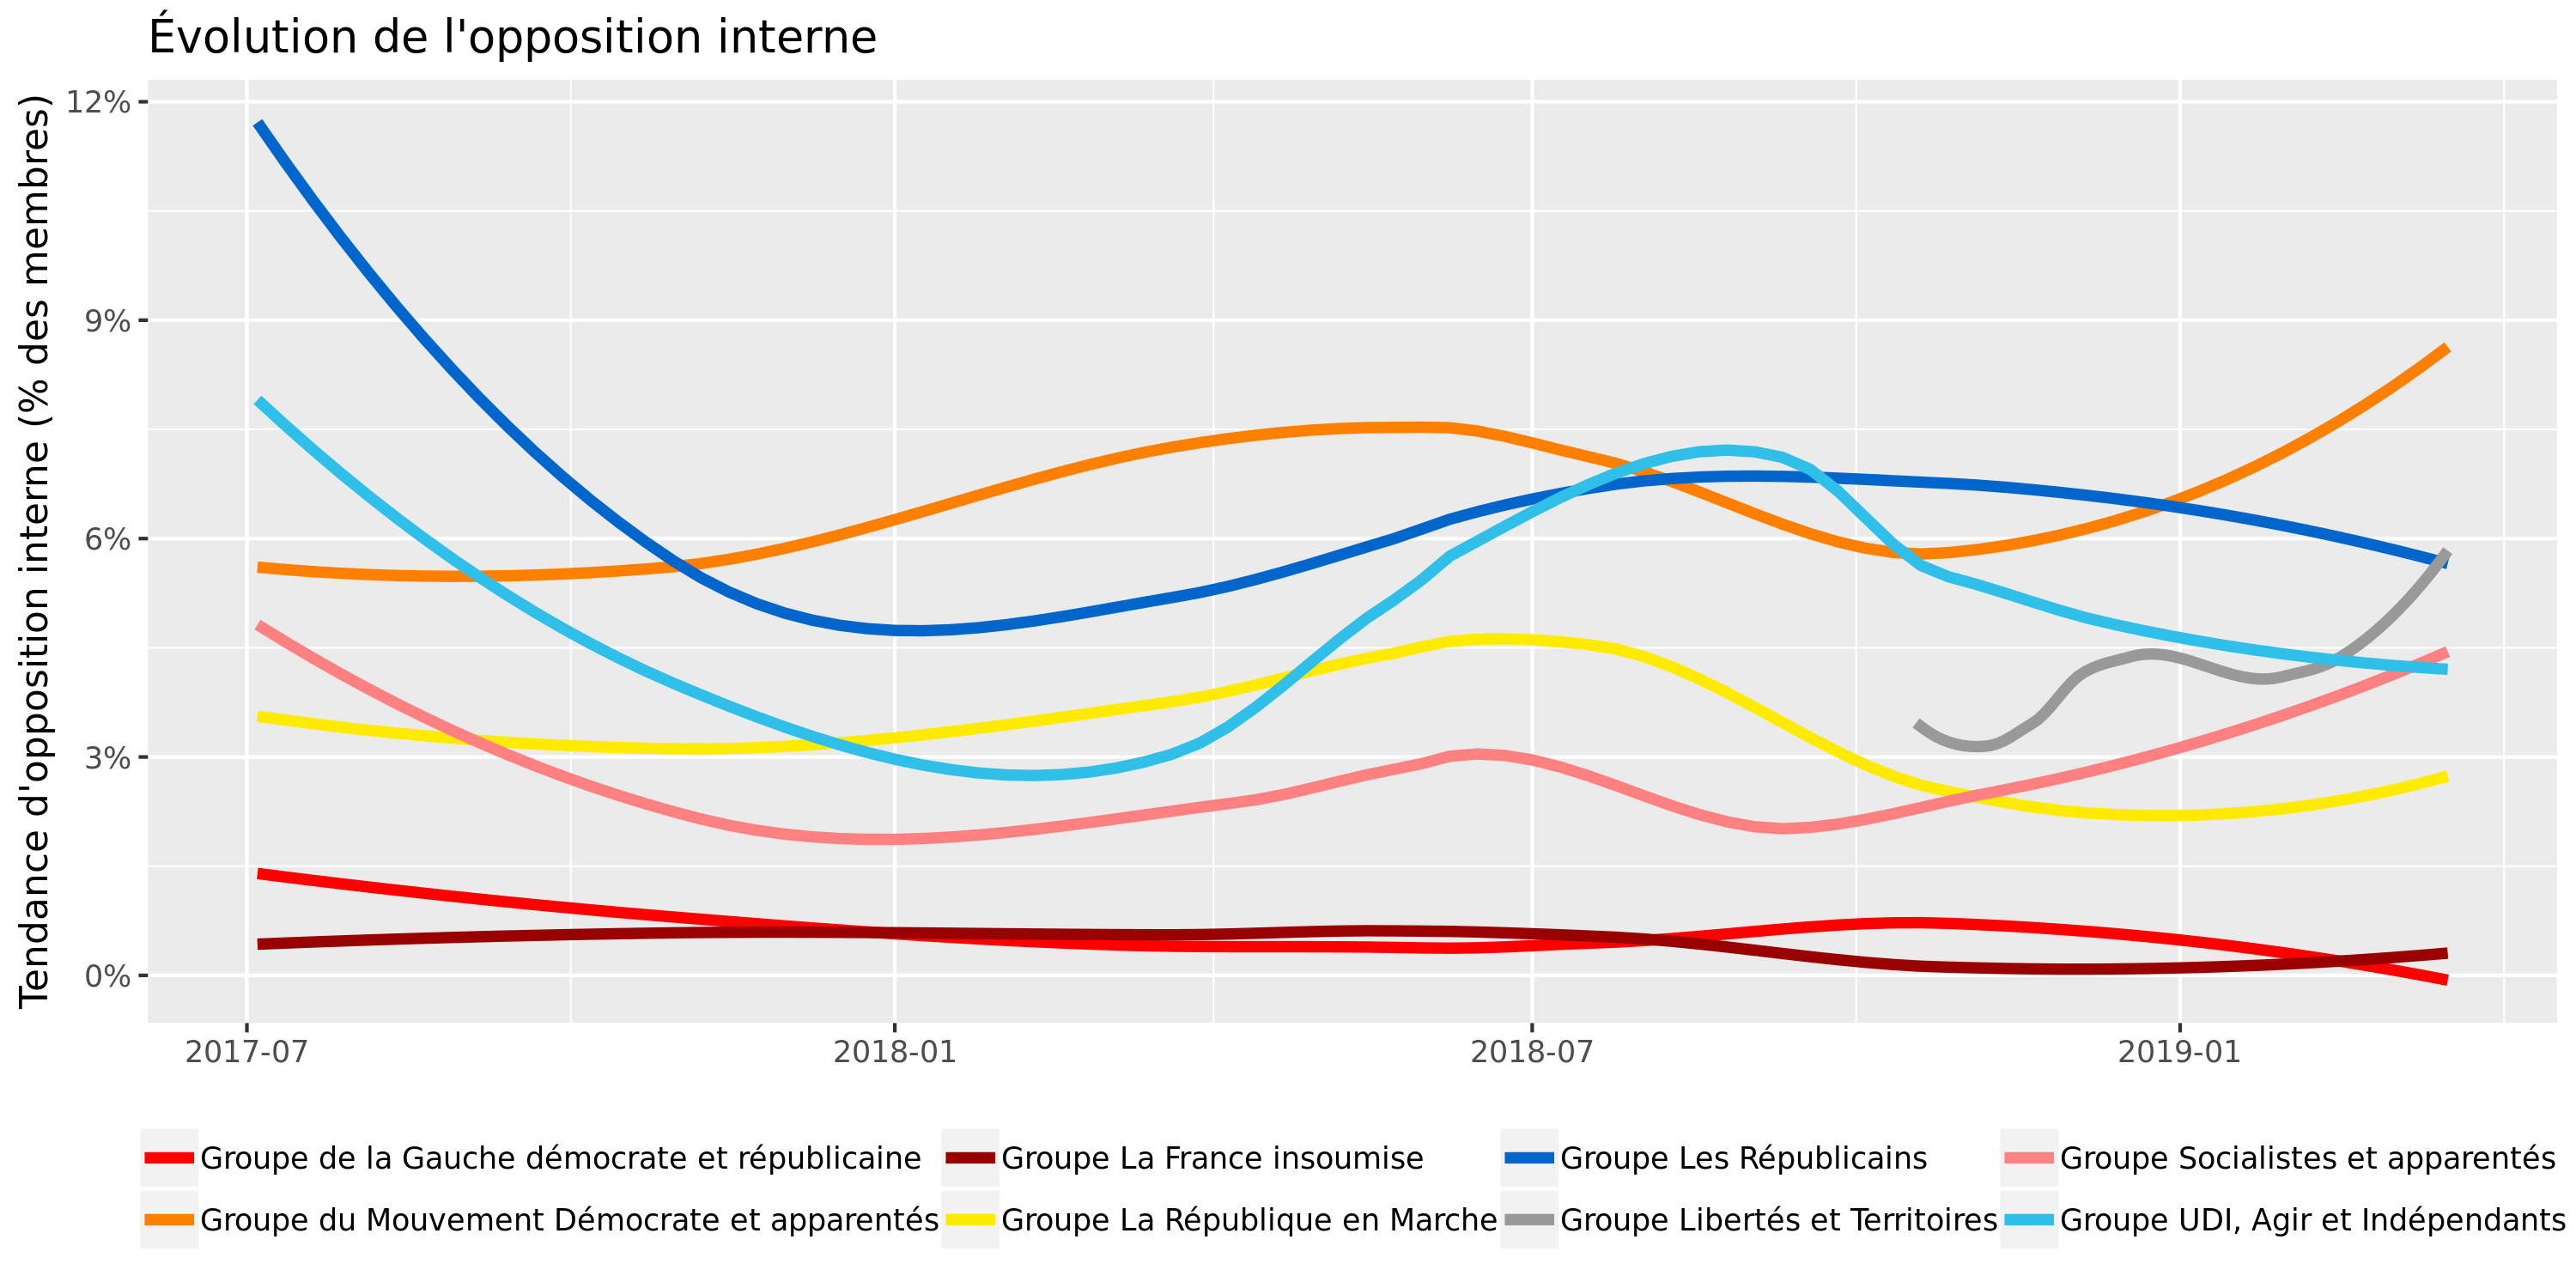 Évolution de l'opposition interne
Tendance d'opposition interne (% des membres)
12%
9%
6%
3%
0%
2017-07 2018-01 2018-07 2019-01
Groupe de la Gauche démocrate et républicaine Groupe La France insoumise Groupe Les Républicains Groupe Socialistes et apparentés
Groupe du Mouvement Démocrate et apparentés Groupe La République en Marche Groupe Libertés et Territoires Groupe UDI, Agir et Indépendants